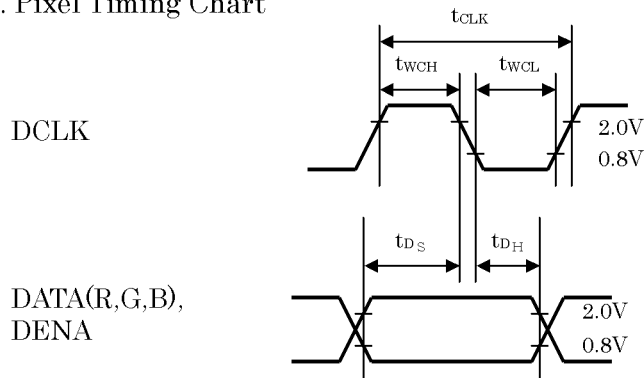 . Pixel Timing Chart
tCLK
tWCH
tWCL
DCLK
2.0V
0.8V
tDS
tDH
DATA(R,G,B),
DENA
2.0V
0.8V